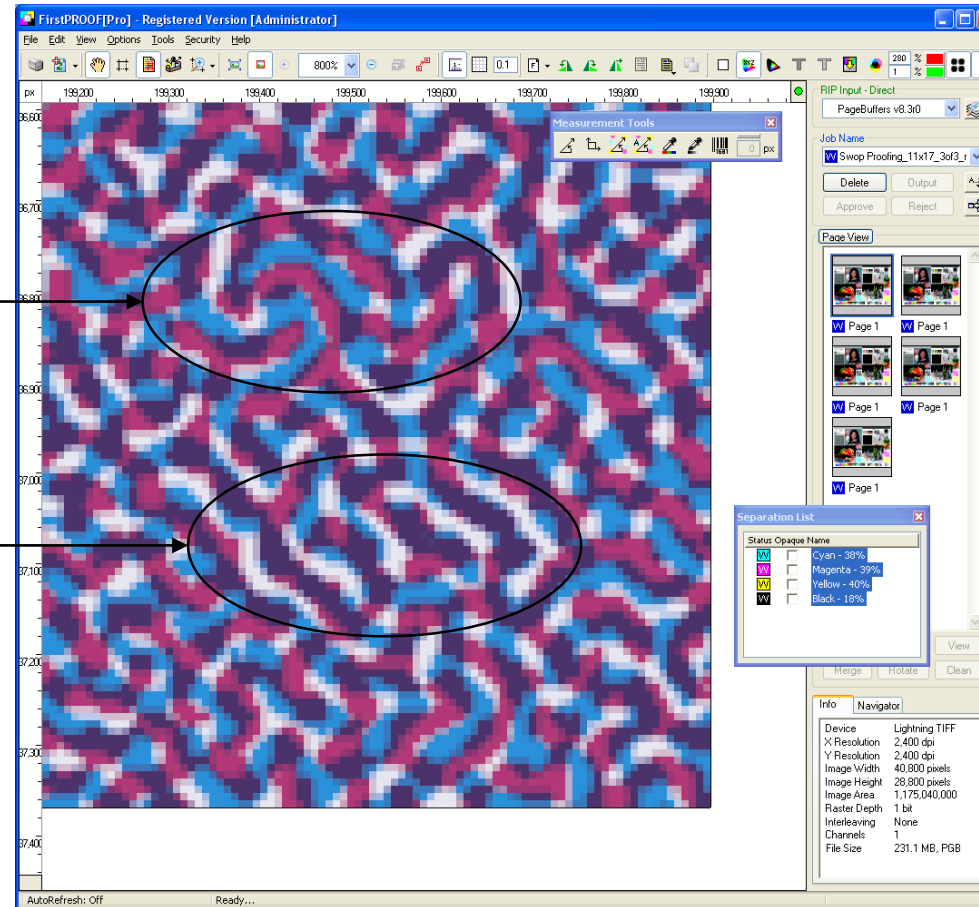 FirstPROOF[Pro] - Registered Version [Administrator]
File Edit View Options Tools Security Help
800%
0.1
280 %
1 %
px 199,200 199,300 199,400 199,500 199,600 199,700 199,800 199,900
36,600
36,700
36,800
36,900
37,000
37,100
37,200
37,300
37,400
Measurement Tools
0 px
RIP Input - Direct
PageBuffers v8.3r0
Job Name
W Swop Proofing_11x17_3of3_r
Delete Output
Approve Reject
Page View
W Page 1 W Page 1
W Page 1 W Page 1
W Page 1
Separation List
Status Opaque Name
W Cyan - 38%
W Magenta - 39%
W Yellow - 40%
W Black - 18%
View
Merge Rotate Clean
Info Navigator
Device Lightning TIFF
X Resolution 2,400 dpi
Y Resolution 2,400 dpi
Image Width 40,800 pixels
Image Height 28,800 pixels
Image Area 1,175,040,000
Raster Depth 1 bit
Interleaving None
Channels 1
File Size 231.1 MB, PGB
AutoRefresh: Off Ready...